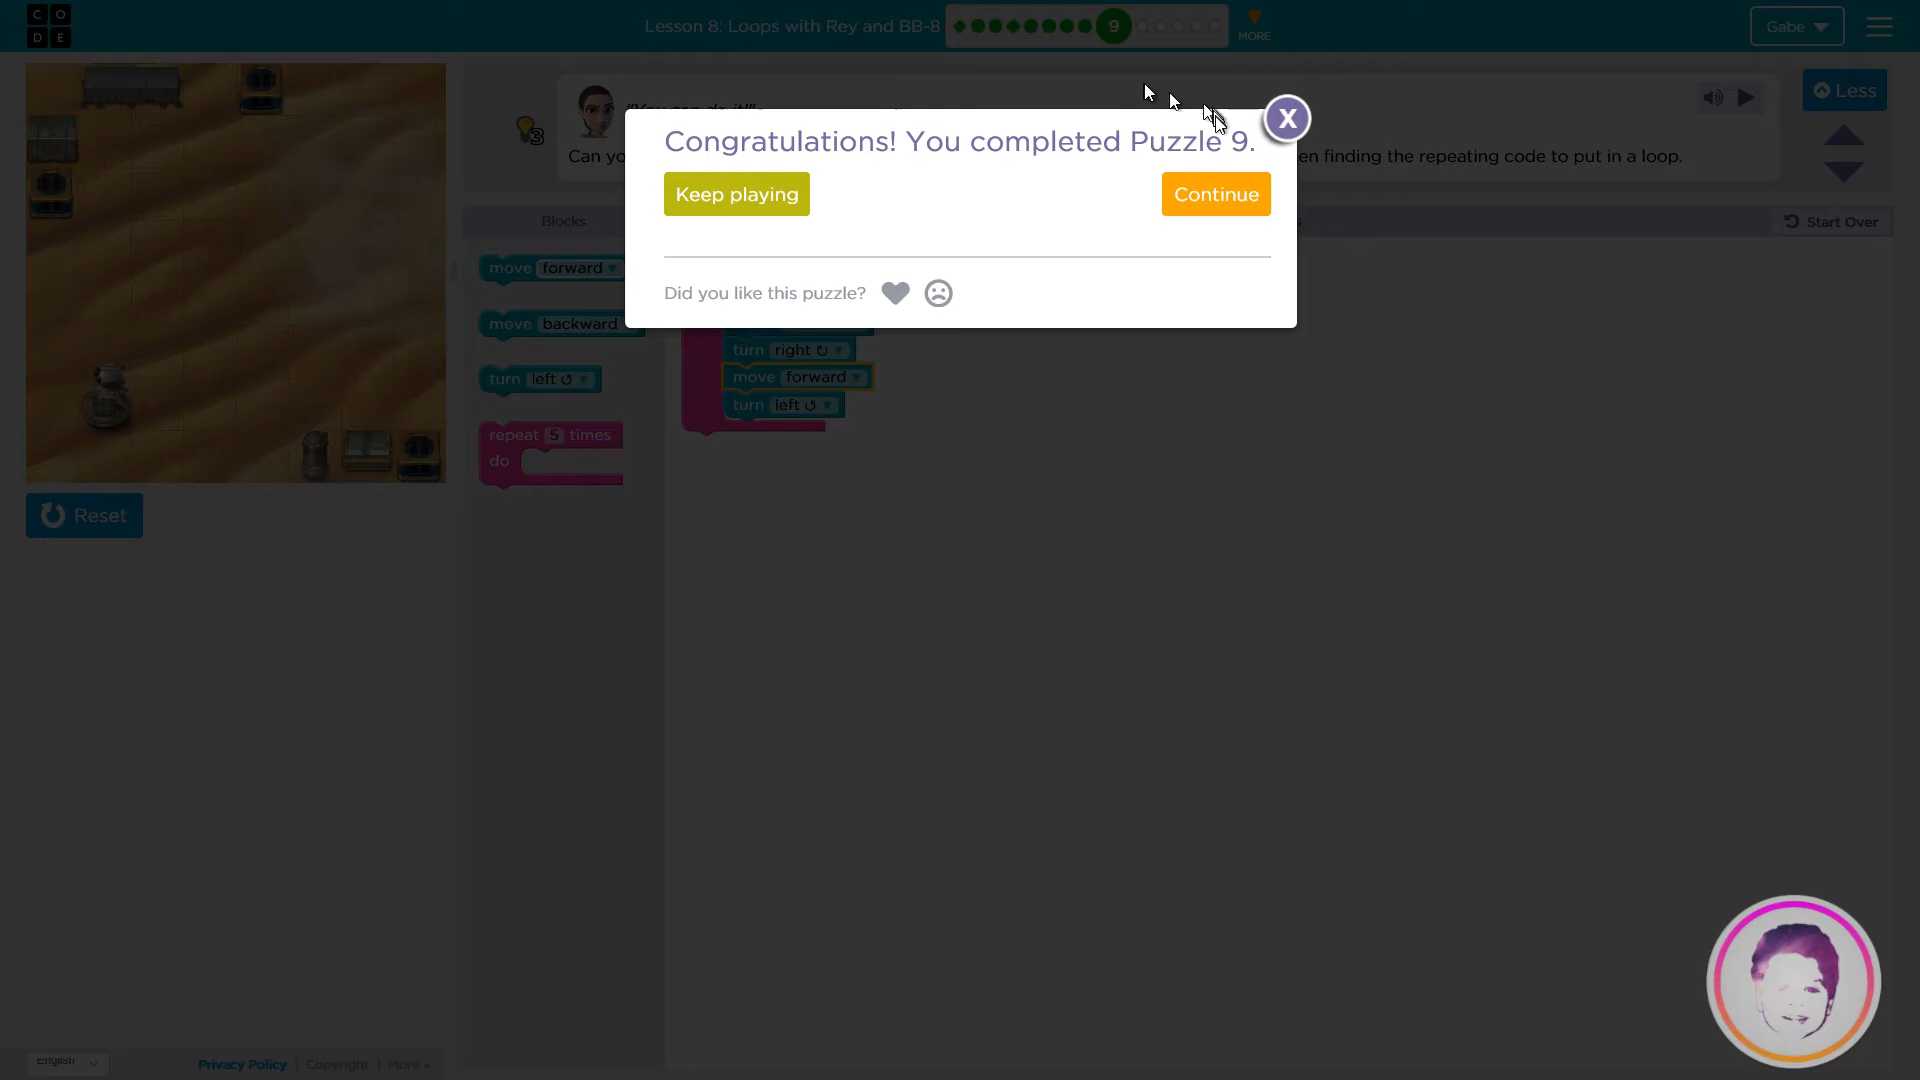 C O
D E
Lesson 8: Loops with Rey and BB-8
9
MORE
Gabe
3
Can yo
en finding the repeating code to put in a loop.
Less
Congratulations! You completed Puzzle 9.
X
Keep playing
Continue
Did you like this puzzle?
Blocks
Start Over
move forward
move backward
turn left
repeat 5 times
do
turn right
move forward
turn left
Reset
English
Privacy Policy | Copyright | More